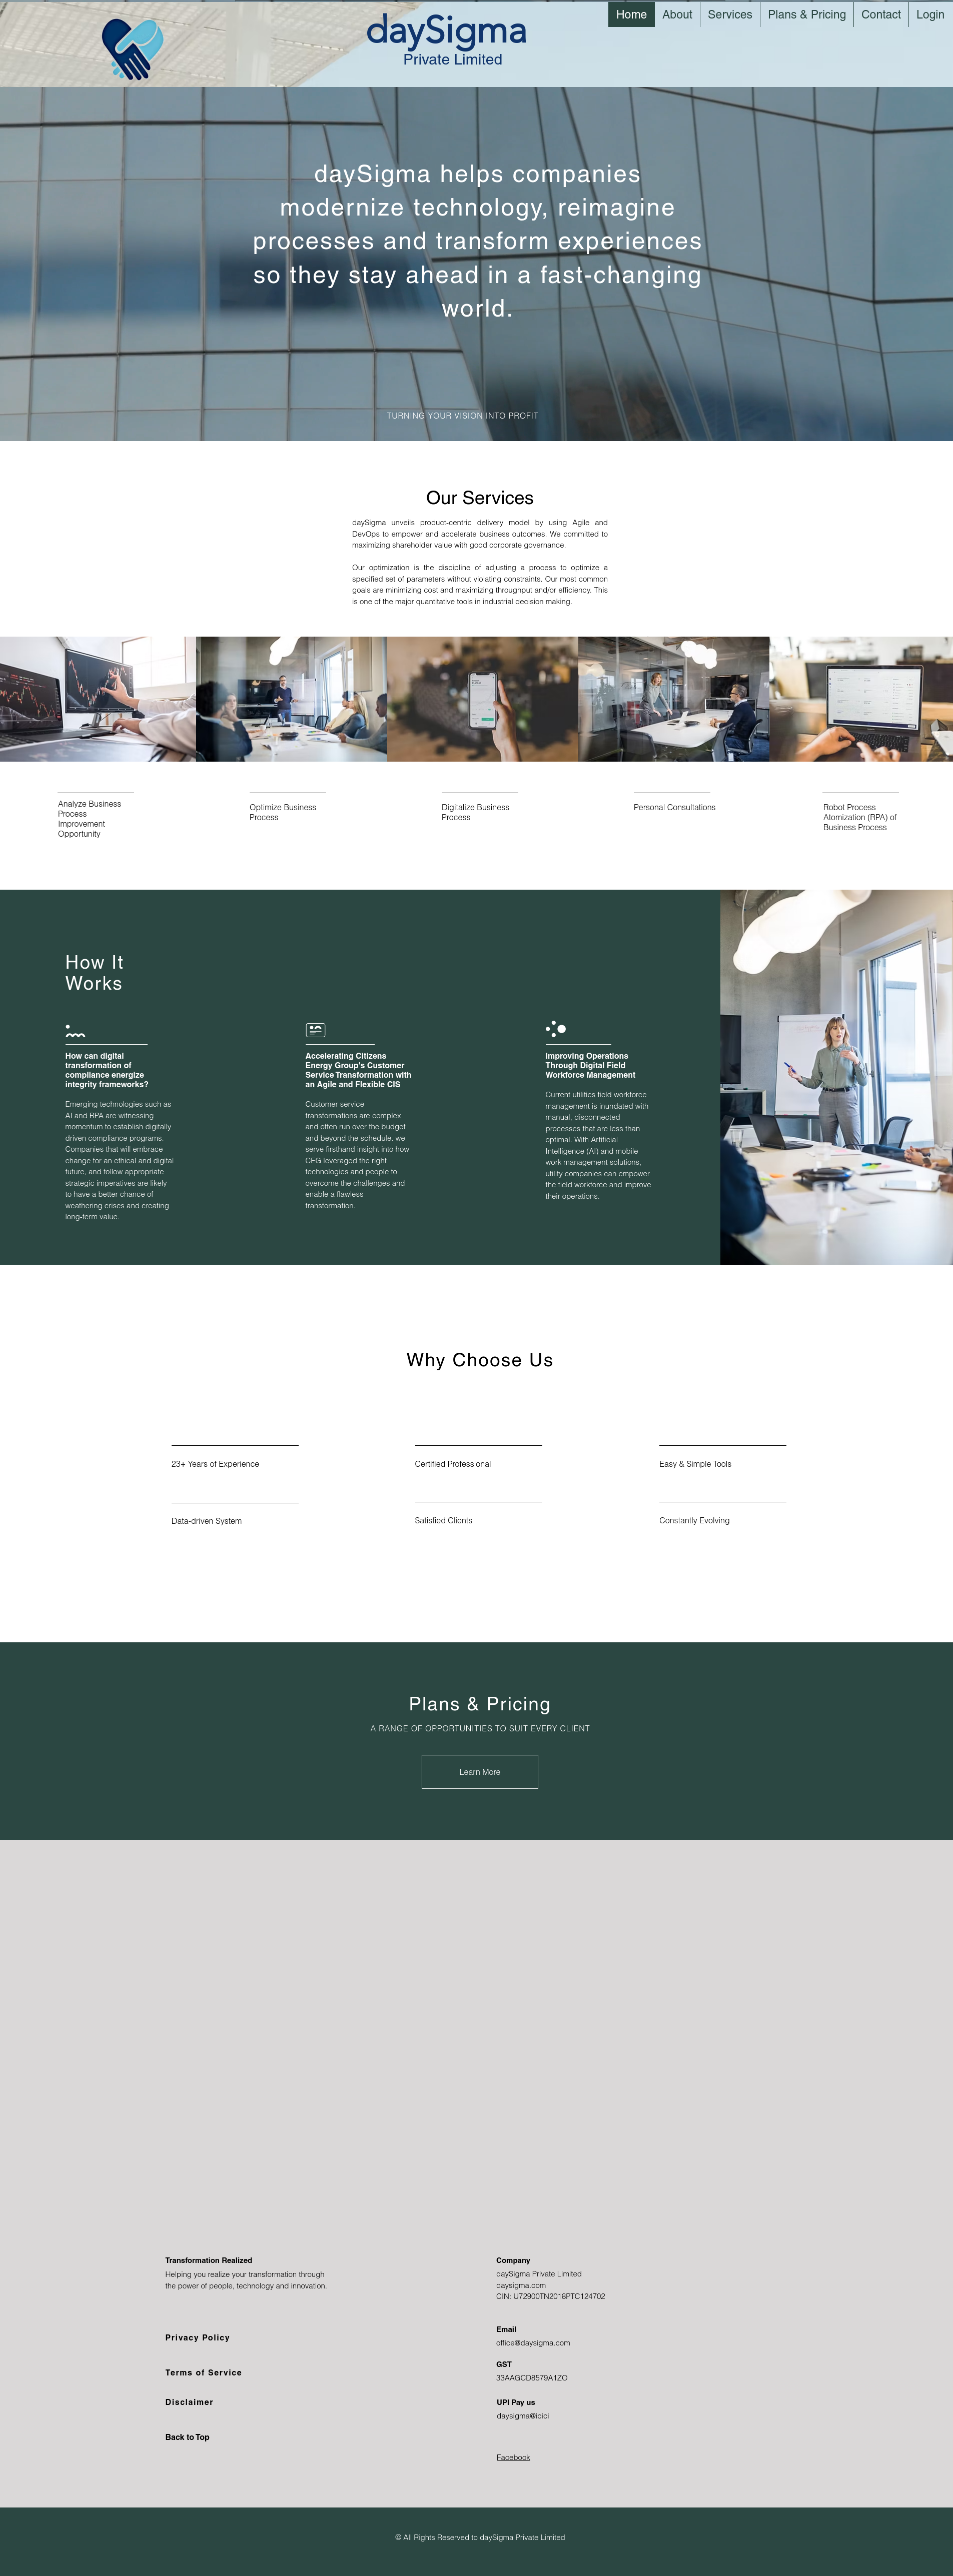 daySigma
Private Limited
Home
About
Services
Plans & Pricing
Contact
Login
daySigma helps companies
modernize technology, reimagine
processes and transform experiences
so they stay ahead in a fast-changing
world.
TURNING YOUR VISION INTO PROFIT
Our Services
daySigma unveils product-centric delivery model by using Agile and
DevOps to empower and accelerate business outcomes. We committed to
maximizing shareholder value with good corporate governance.
Our optimization is the discipline of adjusting a process to optimize a
specified set of parameters without violating constraints. Our most common
goals are minimizing cost and maximizing throughput and/or efficiency. This
is one of the major quantitative tools in industrial decision making.
Analyze Business
Process
Improvement
Opportunity
Optimize Business
Process
Digitalize Business
Process
Personal Consultations
Robot Process
Atomization (RPA) of
Business Process
How It
Works
How can digital
transformation of
compliance energize
integrity frameworks?
Emerging technologies such as
AI and RPA are witnessing
momentum to establish digitally
driven compliance programs.
Companies that will embrace
change for an ethical and digital
future, and follow appropriate
strategic imperatives are likely
to have a better chance of
weathering crises and creating
long-term value.
Accelerating Citizens
Energy Group's Customer
Service Transformation with
an Agile and Flexible CIS
Customer service
transformations are complex
and often run over the budget
and beyond the schedule. we
serve firsthand insight into how
CEG leveraged the right
technologies and people to
overcome the challenges and
enable a flawless
transformation.
Improving Operations
Through Digital Field
Workforce Management
Current utilities field workforce
management is inundated with
manual, disconnected
processes that are less than
optimal. With Artificial
Intelligence (AI) and mobile
work management solutions,
utility companies can empower
the field workforce and improve
their operations.
Why Choose Us
23+ Years of Experience
Certified Professional
Easy & Simple Tools
Data-driven System
Satisfied Clients
Constantly Evolving
Plans & Pricing
A RANGE OF OPPORTUNITIES TO SUIT EVERY CLIENT
Learn More
Transformation Realized
Helping you realize your transformation through
the power of people, technology and innovation.
Privacy Policy
Terms of Service
Disclaimer
Back to Top
Company
daySigma Private Limited
daysigma.com
CIN: U72900TN2018PTC124702
Email
office@daysigma.com
GST
33AAGCD8579A1ZO
UPI Pay us
daysigma@icici
Facebook
© All Rights Reserved to daySigma Private Limited